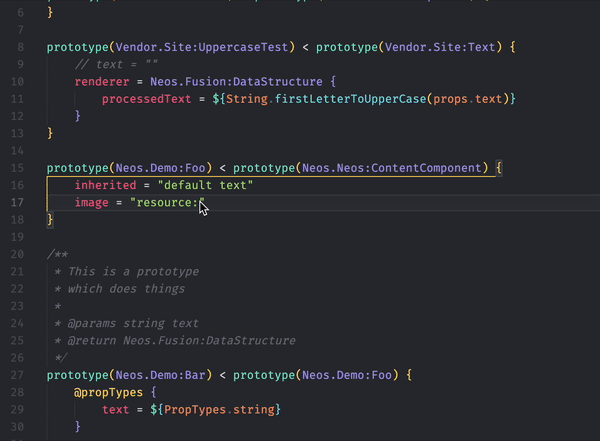 6 }
7
8 prototype(Vendor.Site:UppercaseTest) < prototype(Vendor.Site:Text) {
9 // text = ""
10 renderer = Neos.Fusion:DataStructure {
11 processedText = ${String.firstLetterToUpperCase(props.text)}
12 }
13 }
14
15 prototype(Neos.Demo:Foo) < prototype(Neos.Neos:ContentComponent) {
16 inherited = "default text"
17 image = "resource:"
18 }
19
20 /**
21 * This is a prototype
22 * which does things
23 *
24 * @params string text
25 * @return Neos.Fusion:DataStructure
26 */
27 prototype(Neos.Demo:Bar) < prototype(Neos.Demo:Foo) {
28 @propTypes {
29 text = ${PropTypes.string}
30 }